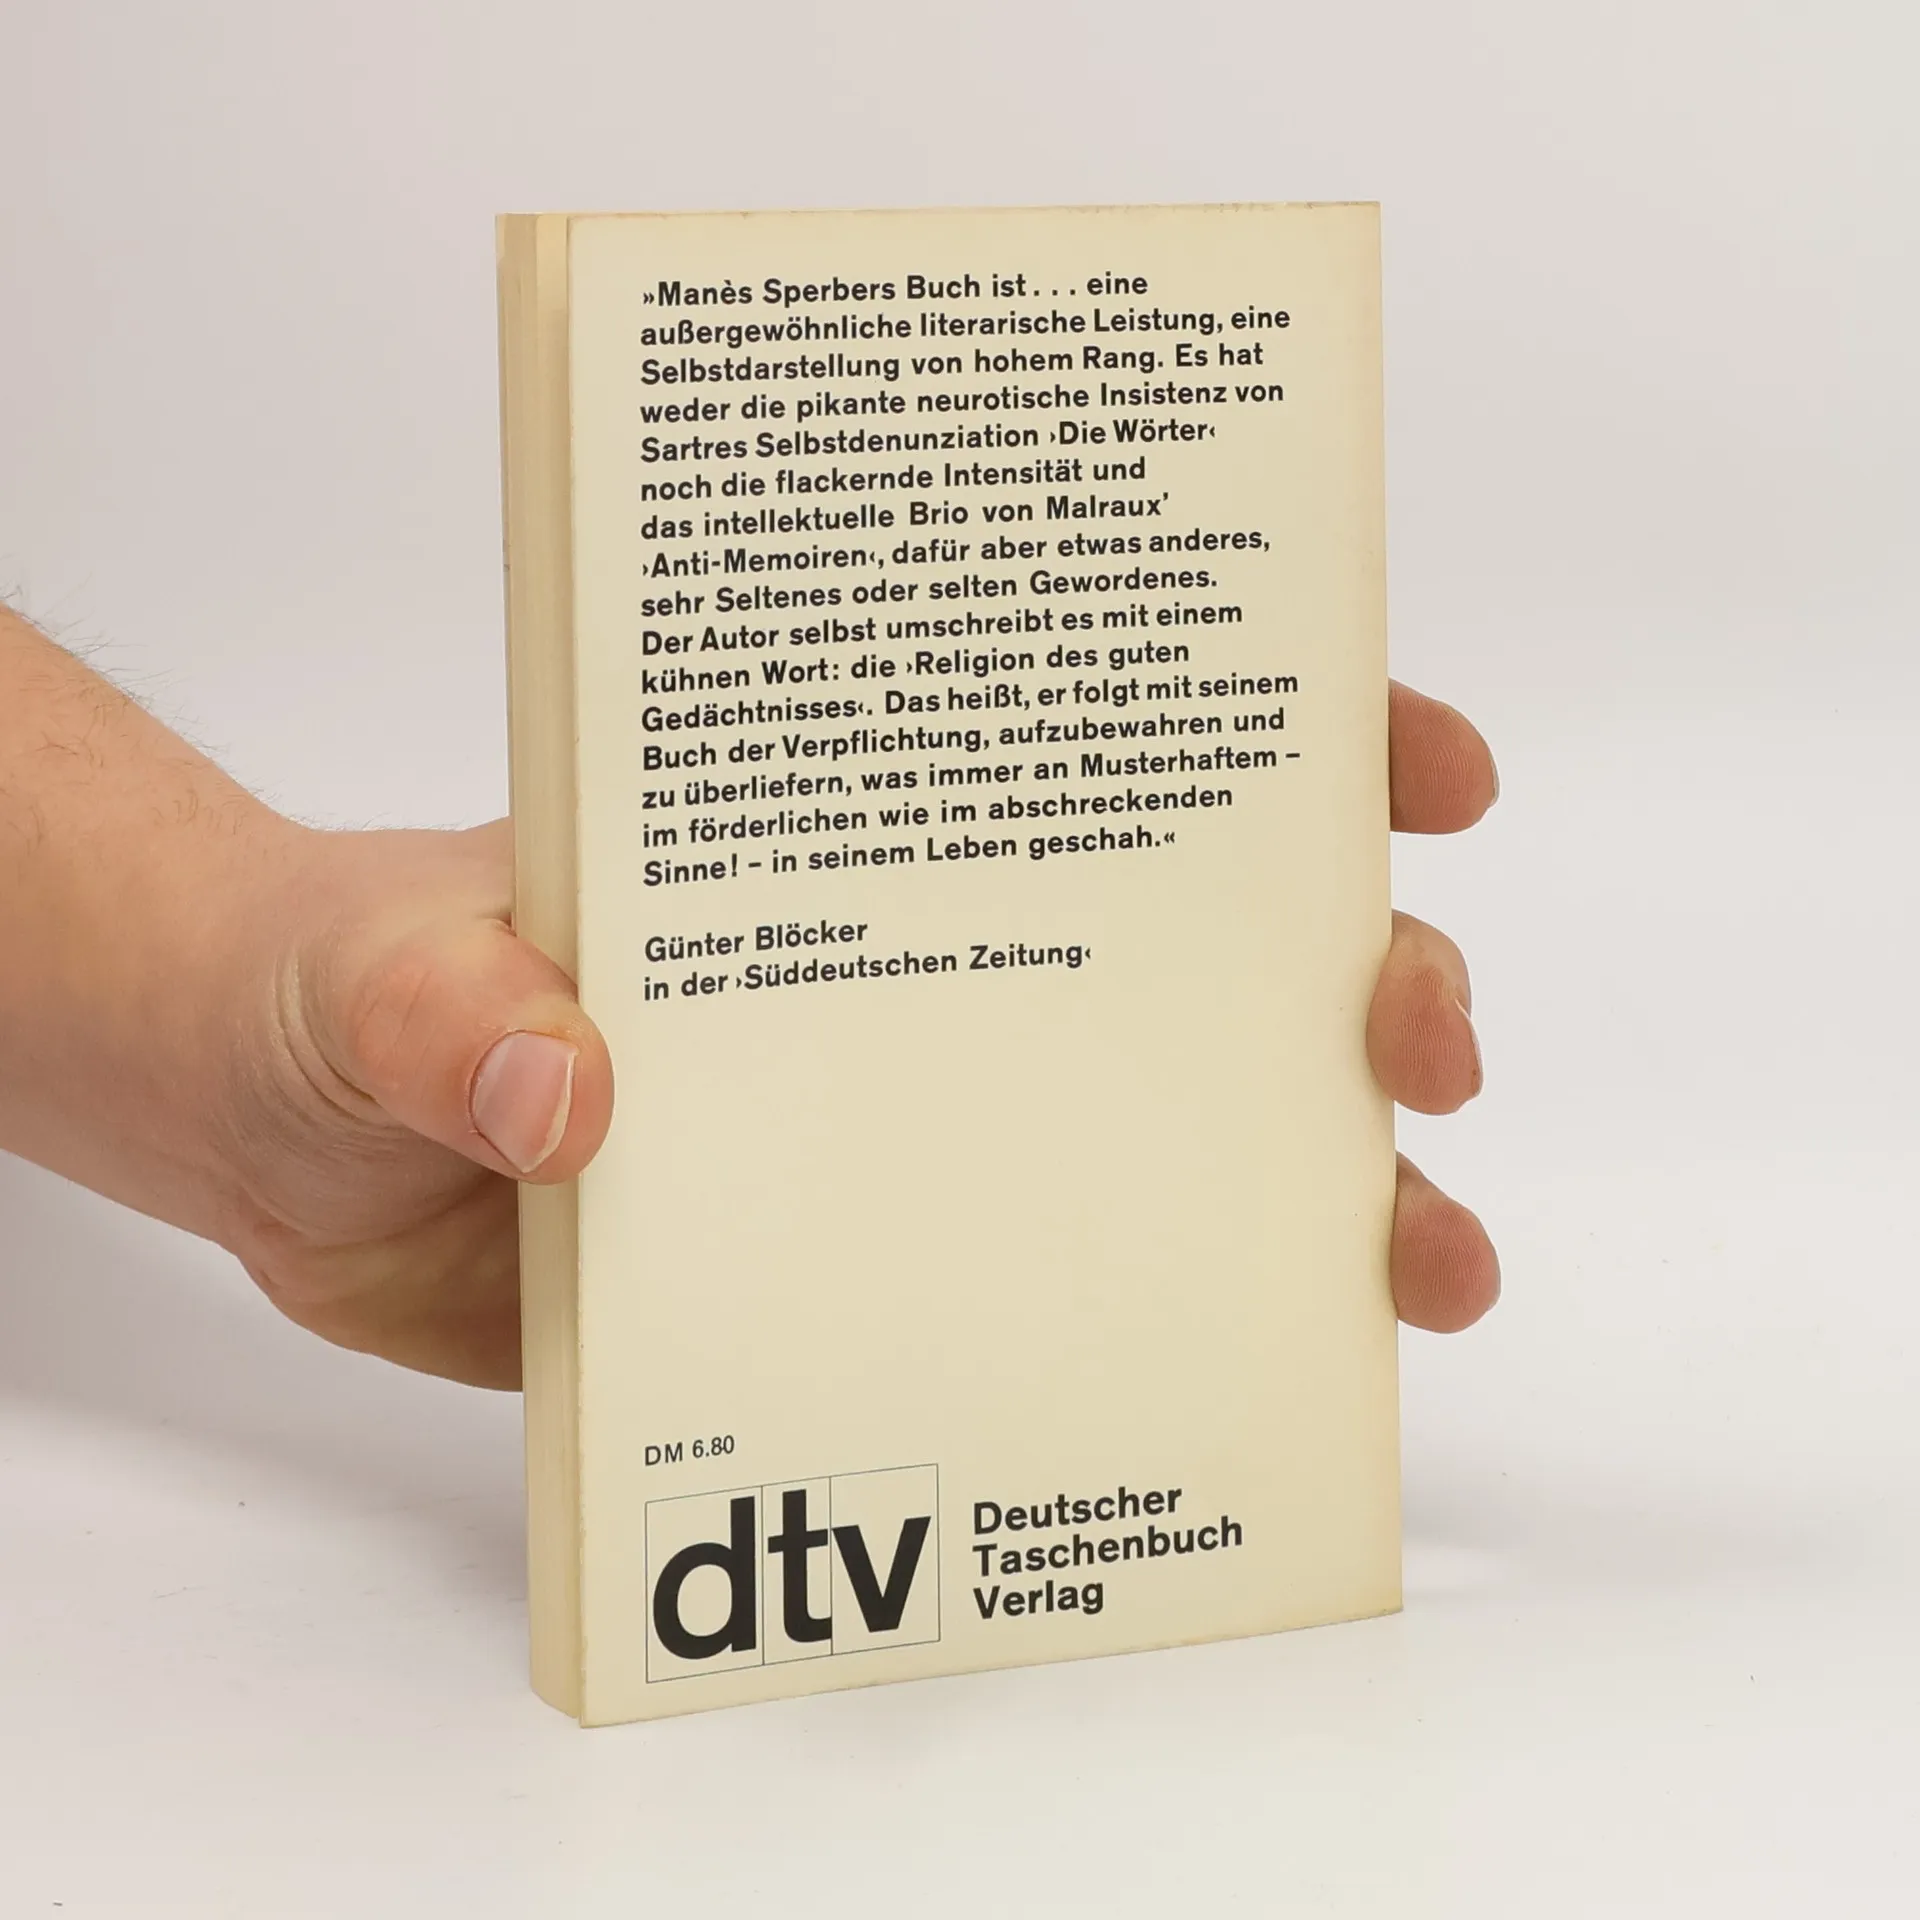 »Manès Sperbers Buch ist... eine
außergewöhnliche literarische Leistung, eine
Selbstdarstellung von hohem Rang. Es hat
weder die pikante neurotische Insistenz von
Sartres Selbstdenunziation ›Die Wörter‹
noch die flackernde Intensität und
das intellektuelle Brio von Malraux’
›Anti-Memoiren‹, dafür aber etwas anderes,
sehr Seltenes oder selten Gewordenes.
Der Autor selbst umschreibt es mit einem
kühnen Wort: die ›Religion des guten
Gedächtnisses‹. Das heißt, er folgt mit seinem
Buch der Verpflichtung, aufzubewahren und
zu überliefern, was immer an Musterhaftem –
im förderlichen wie im abschreckenden
Sinne! – in seinem Leben geschah.«
Günter Blöcker
in der ›Süddeutschen Zeitung‹
DM 6.80
dtv
Deutscher
Taschenbuch
Verlag